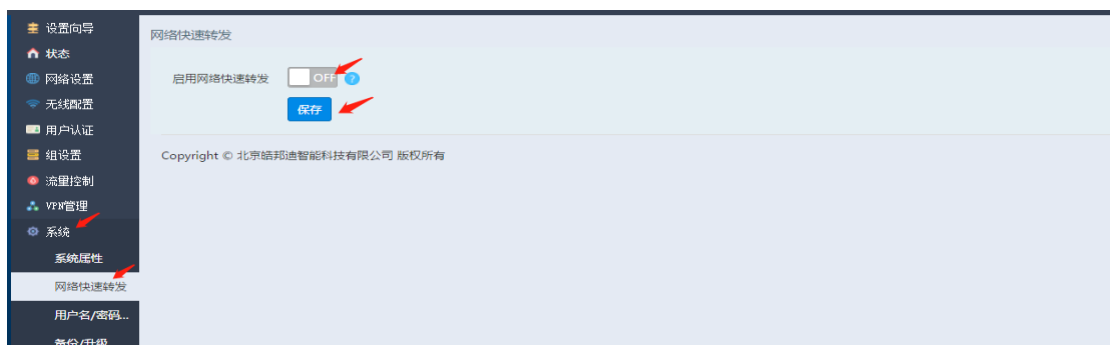 设置向导
状态
网络设置
无线配置
用户认证
组设置
流量控制
VPN管理
系统
系统属性
网络快速转发
用户名/密码...
备份/升级
网络快速转发
启用网络快速转发 OFF ?
保存
Copyright © 北京皓邦迪智能科技有限公司 版权所有